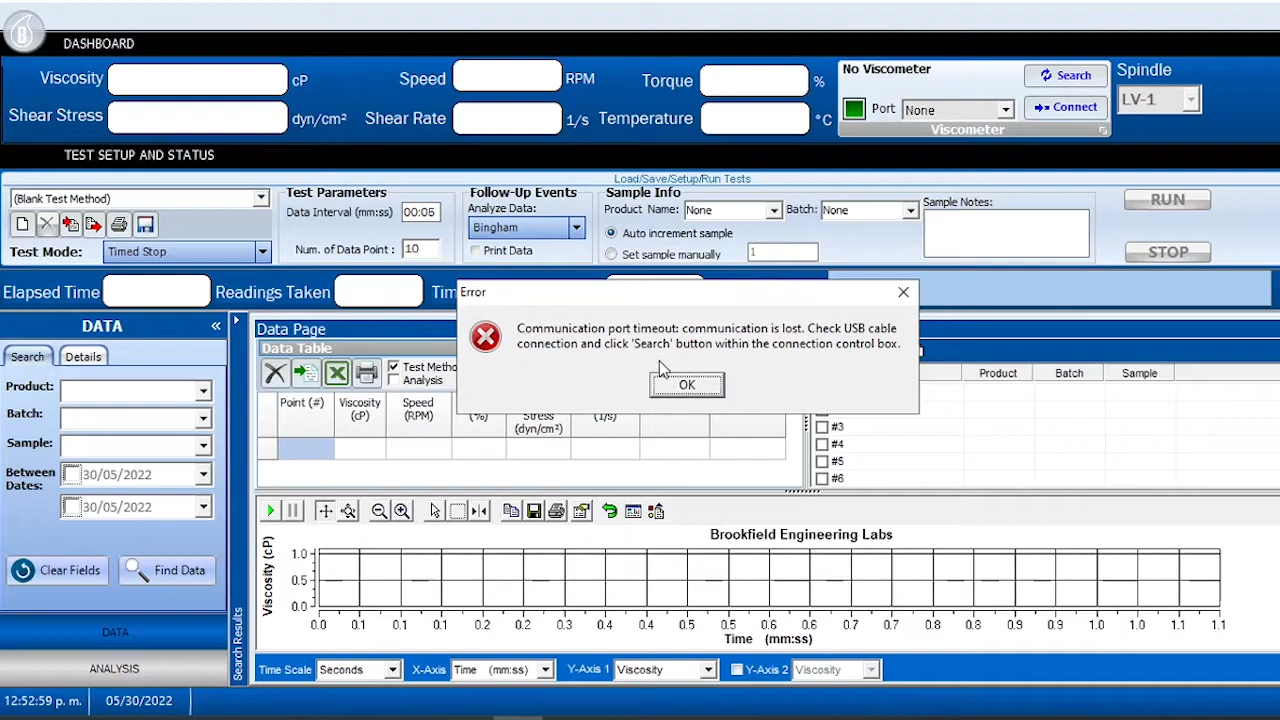 DASHBOARD
Viscosity cP Speed RPM Torque %
Shear Stress dyn/cm² Shear Rate 1/s Temperature °C
No Viscometer Search
Port None Connect
Viscometer
Spindle
LV-1
TEST SETUP AND STATUS
Load/Save/Setup/Run Tests
(Blank Test Method)
Test Mode: Timed Stop
Test Parameters
Data Interval (mm:ss) 00:05
Num. of Data Point : 10
Follow-Up Events
Analyze Data:
Bingham
Print Data
Sample Info
Product Name: None Batch: None
Auto increment sample
Set sample manually 1
Sample Notes:
RUN
STOP
Elapsed Time Readings Taken
Error
Communication port timeout: communication is lost. Check USB cable
connection and click 'Search' button within the connection control box.
OK
DATA «
Search Details
Product:
Batch:
Sample:
Between
Dates:
30/05/2022
30/05/2022
Clear Fields Find Data
DATA
ANALYSIS
Search Results
Data Page
Data Table
Analysis
Point (#) Viscosity
(cP) Speed
(RPM) (%) Stress
(dyn/cm²) (1/s)
Product Batch Sample
#3
#4
#5
#6
Brookfield Engineering Labs
Viscosity (cP)
1.0
0.5
0.0
0.0 0.0 0.1 0.1 0.2 0.2 0.3 0.3 0.4 0.5 0.5 0.6 0.6 0.7 0.7 0.8 0.8 0.9 0.9 1.0 1.0 1.1 1.1
Time (mm:ss)
Time Scale Seconds X-Axis Time (mm:ss) Y-Axis 1 Viscosity Y-Axis 2 Viscosity
12:52:59 p. m. 05/30/2022